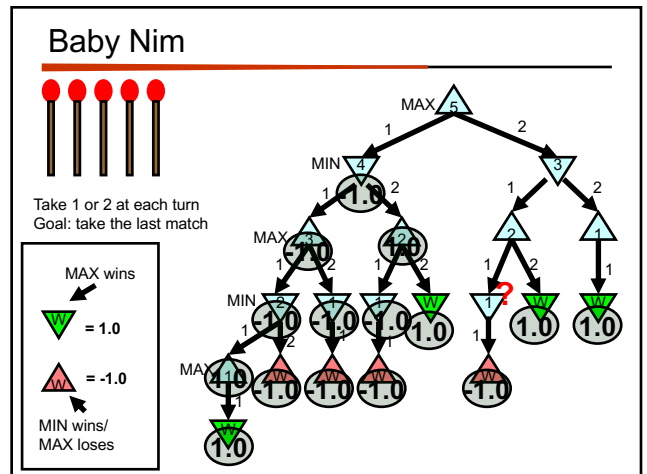 Baby Nim
MAX 5
1 2
MIN 4 3
-1.0
1 2 1 2
Take 1 or 2 at each turn
Goal: take the last match
MAX 3 2 2 1
-1.0 1.0
1 2 1 2 1 2 1
MAX wins
MIN 2 1 1 W 1 ? W W
-1.0 -1.0 -1.0 1.0 1.0 1.0
W = 1.0
1 2 1 1 1
MAX 1 W W W W
1.0 -1.0 -1.0 -1.0 -1.0
W = -1.0
1
MIN wins/
MAX loses
W
1.0